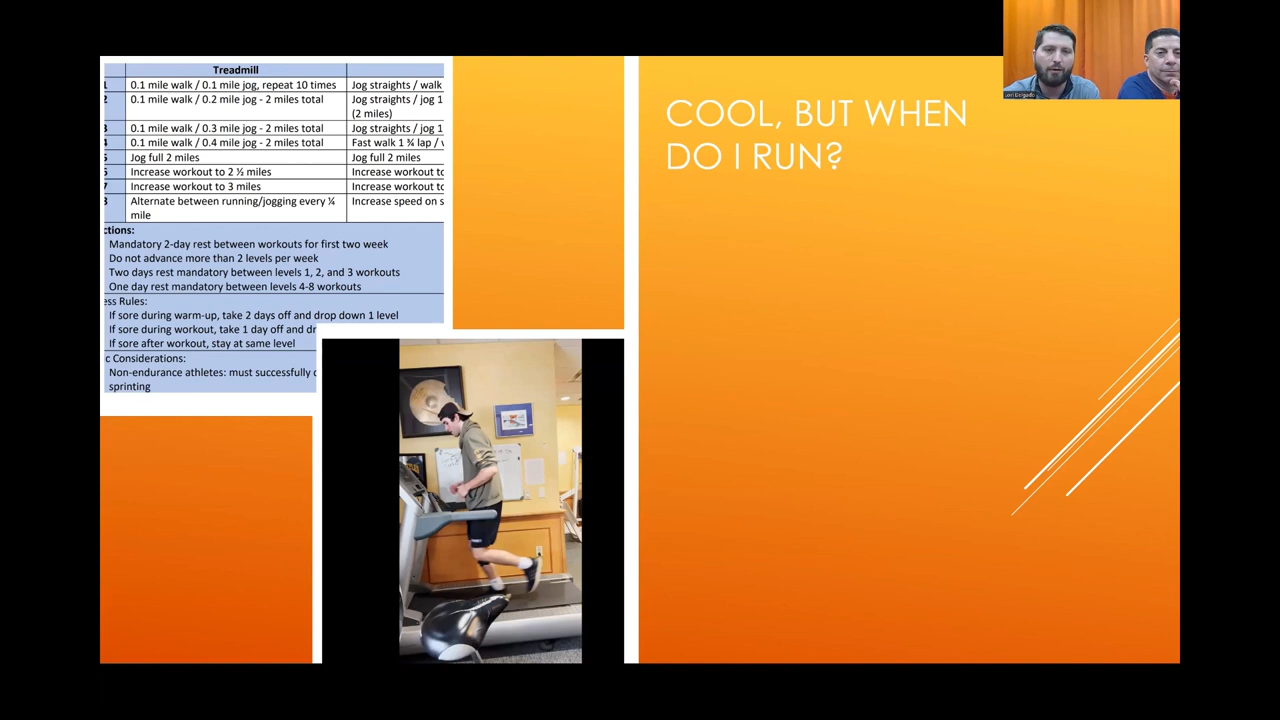 Treadmill
0.1 mile walk / 0.1 mile jog, repeat 10 times
Jog straights / walk
2
0.1 mile walk / 0.2 mile jog - 2 miles total
Jog straights / jog 1
(2 miles)
0.1 mile walk / 0.3 mile jog - 2 miles total
Jog straights / jog 1
4
0.1 mile walk / 0.4 mile jog - 2 miles total
Fast walk 1 ¾ lap /
Jog full 2 miles
Jog full 2 miles
Increase workout to 2 ½ miles
Increase workout to
7
Increase workout to 3 miles
Increase workout to
Alternate between running/jogging every ¼
mile
Increase speed on s
ctions:
Mandatory 2-day rest between workouts for first two week
Do not advance more than 2 levels per week
Two days rest mandatory between levels 1, 2, and 3 workouts
One day rest mandatory between levels 4-8 workouts
ess Rules:
If sore during warm-up, take 2 days off and drop down 1 level
If sore during workout, take 1 day off and dr
If sore after workout, stay at same level
c Considerations:
Non-endurance athletes: must successfully c
sprinting
COOL, BUT WHEN
DO I RUN?